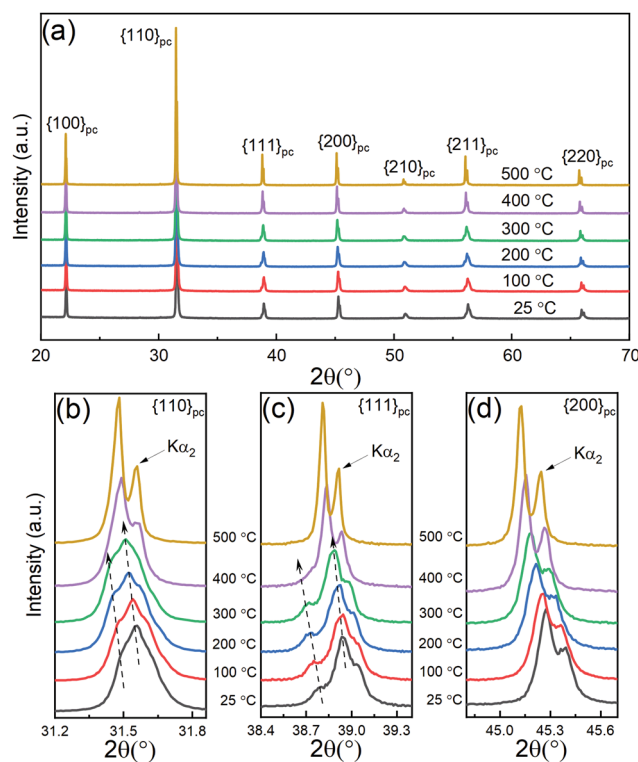 (a)
{100}pc
{110}pc
{111}pc
{200}pc
{210}pc
{211}pc
{220}pc
500 °C
400 °C
300 °C
200 °C
100 °C
25 °C
Intensity (a.u.)
20 30 40 50 60 70
2θ(°)
(b) {110}pc
Kα2
(c) {111}pc
Kα2
(d) {200}pc
Kα2
500 °C
400 °C
300 °C
200 °C
100 °C
25 °C
500 °C
400 °C
300 °C
200 °C
100 °C
25 °C
Intensity (a.u.)
31.2 31.5 31.8
38.4 38.7 39.0 39.3
45.0 45.3 45.6
2θ(°) 2θ(°) 2θ(°)